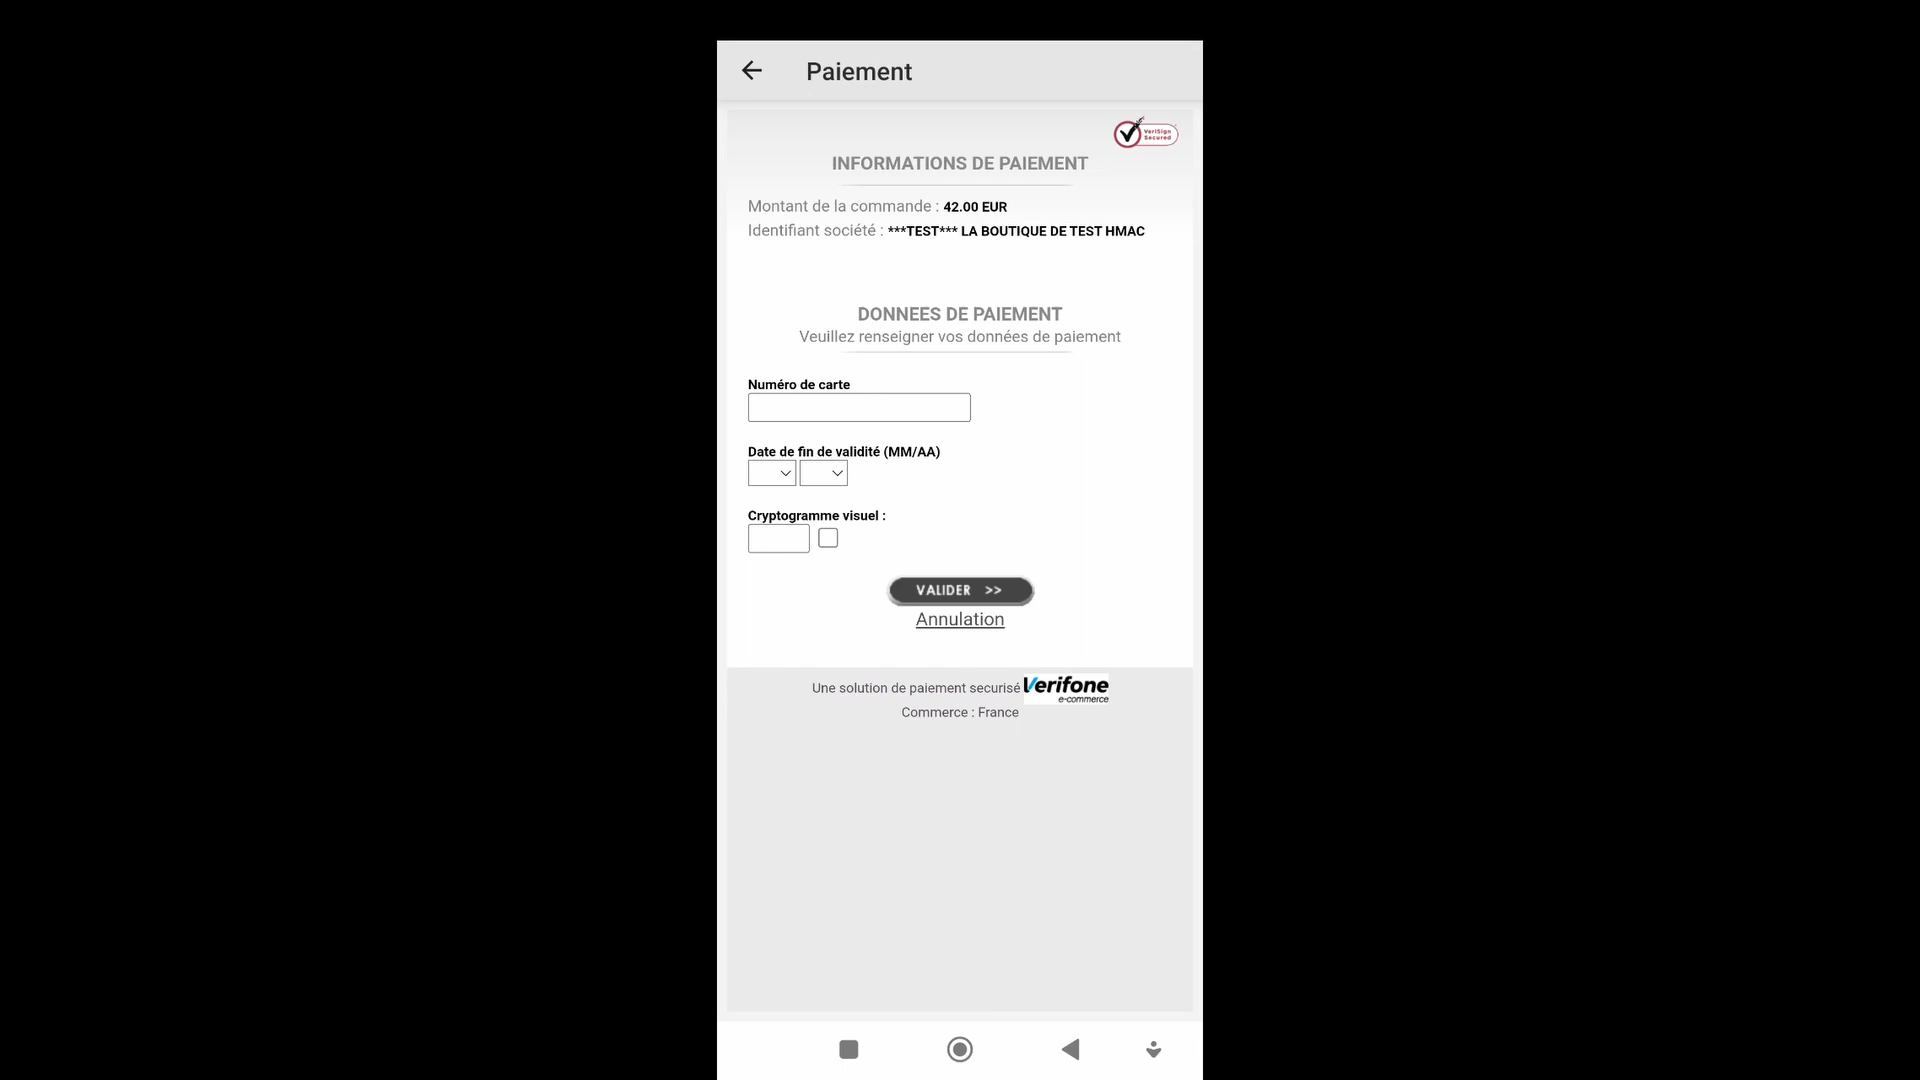 Paiement
VeriSign
Secured
INFORMATIONS DE PAIEMENT
Montant de la commande : 42.00 EUR
Identifiant société : ***TEST*** LA BOUTIQUE DE TEST HMAC
DONNEES DE PAIEMENT
Veuillez renseigner vos données de paiement
Numéro de carte
Date de fin de validité (MM/AA)
Cryptogramme visuel :
VALIDER >>
Annulation
Une solution de paiement securisé Verifone
e-commerce
Commerce : France